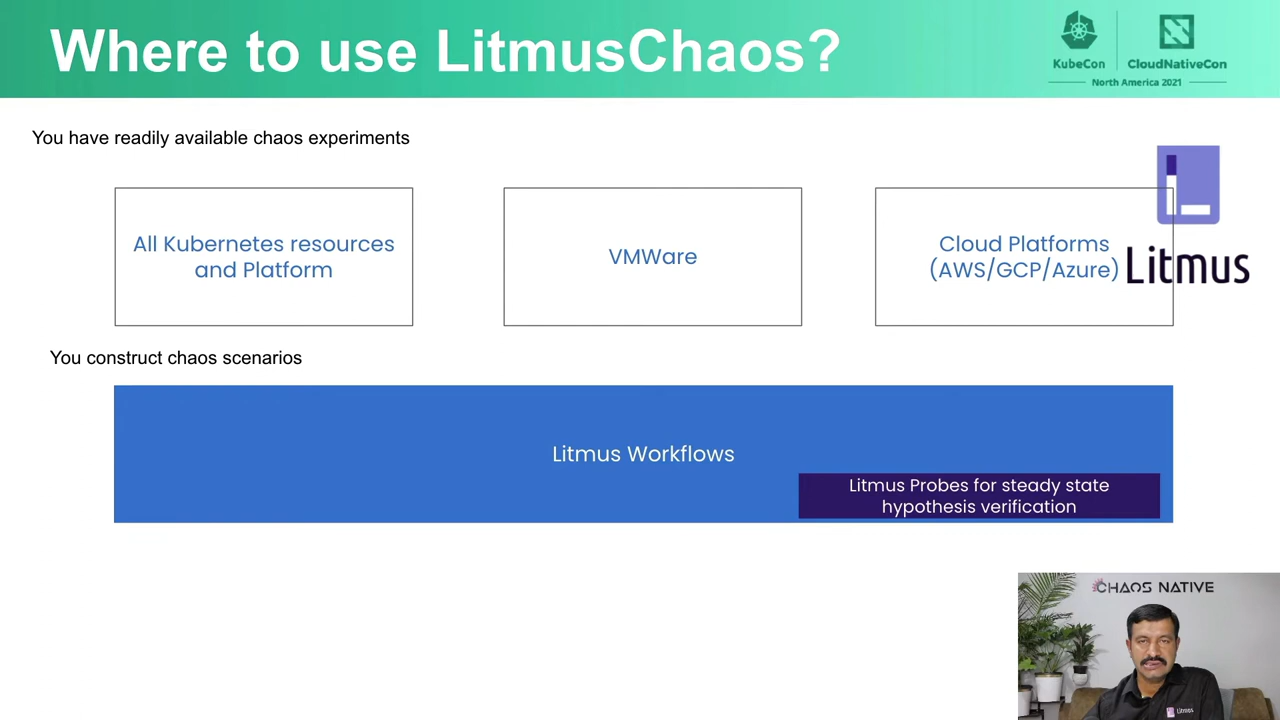 Where to use LitmusChaos?
KubeCon
CloudNativeCon
North America 2021
You have readily available chaos experiments
All Kubernetes resources
and Platform
VMWare
Cloud Platforms
(AWS/GCP/Azure)
Litmus
You construct chaos scenarios
Litmus Workflows
Litmus Probes for steady state
hypothesis verification
CHAOS NATIVE
Litmus